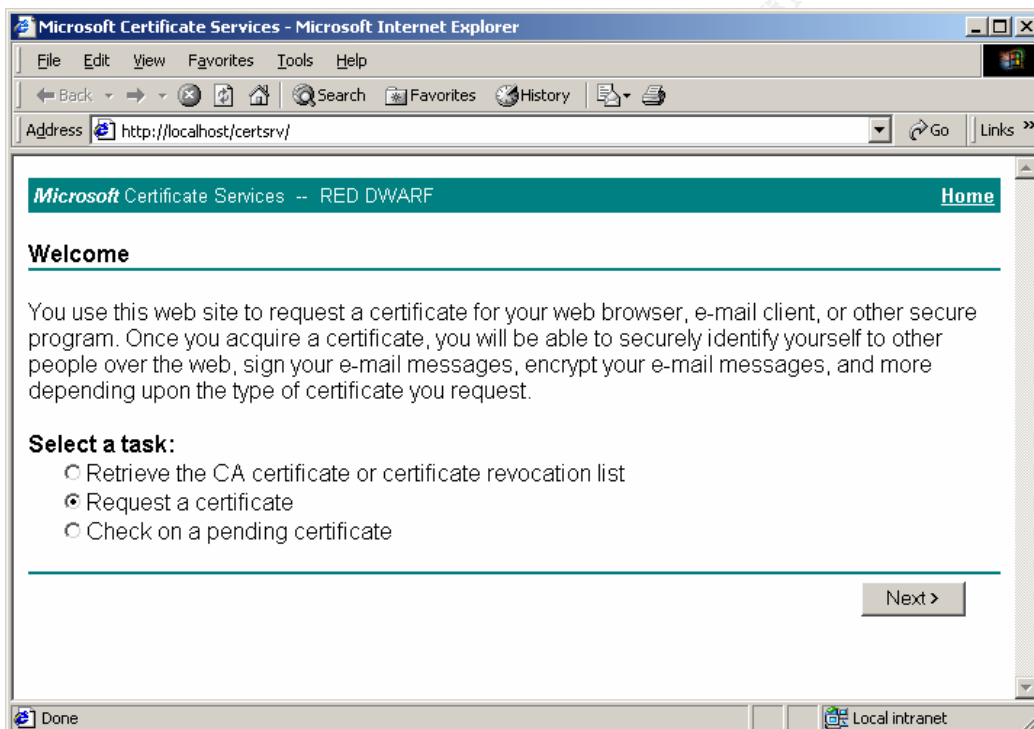 Microsoft Certificate Services - Microsoft Internet Explorer
File Edit View Favorites Tools Help
Back Search Favorites History
Address http://localhost/certsrv/ Go Links »
Microsoft Certificate Services -- RED DWARF Home
Welcome
You use this web site to request a certificate for your web browser, e-mail client, or other secure
program. Once you acquire a certificate, you will be able to securely identify yourself to other
people over the web, sign your e-mail messages, encrypt your e-mail messages, and more
depending upon the type of certificate you request.
Select a task:
Retrieve the CA certificate or certificate revocation list
Request a certificate
Check on a pending certificate
Next >
Done Local intranet